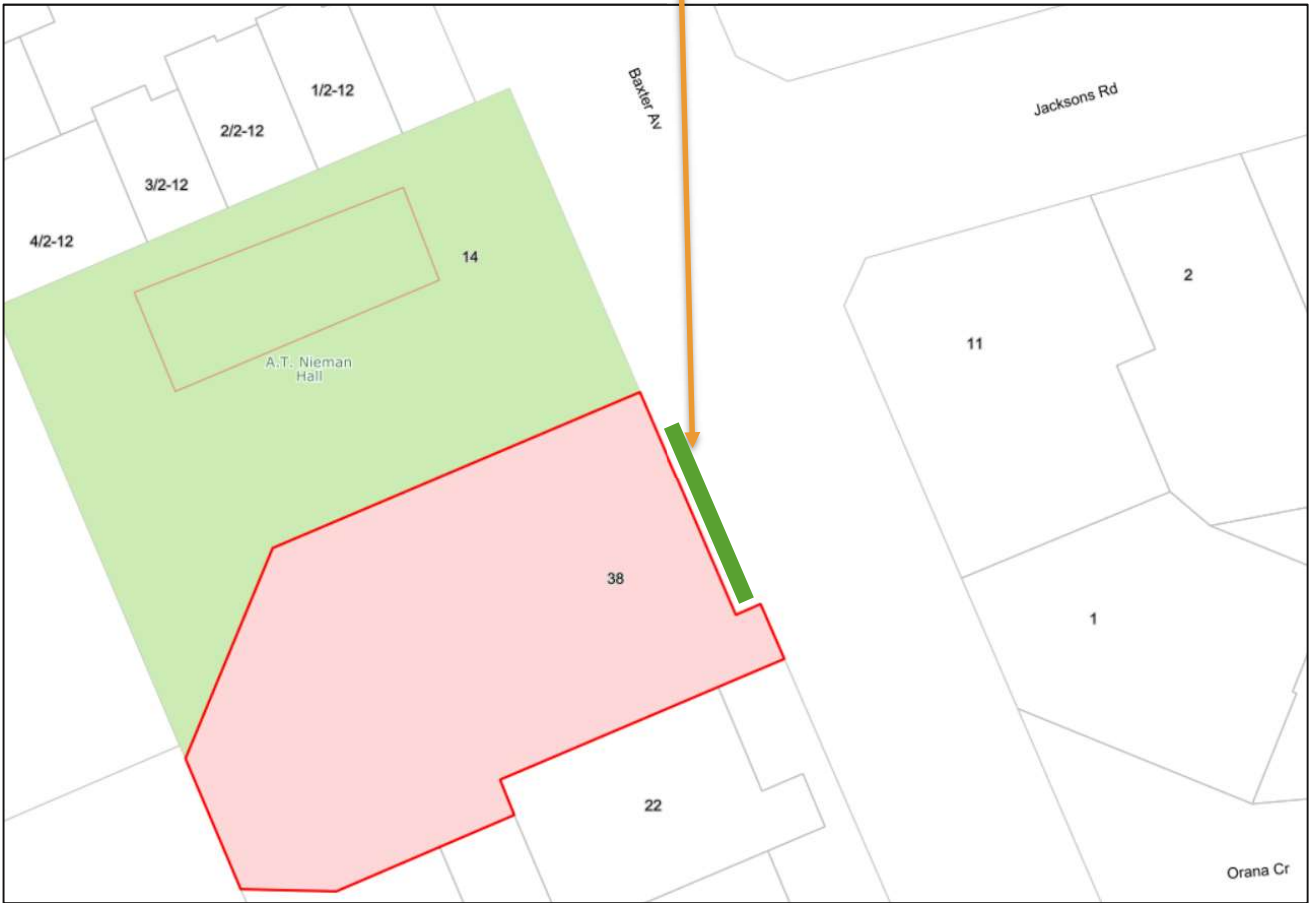 Baxter Av
Jacksons Rd
1/2-12
2/2-12
3/2-12
4/2-12
14
2
11
A.T. Nieman
Hall
38
1
22
Orana Cr